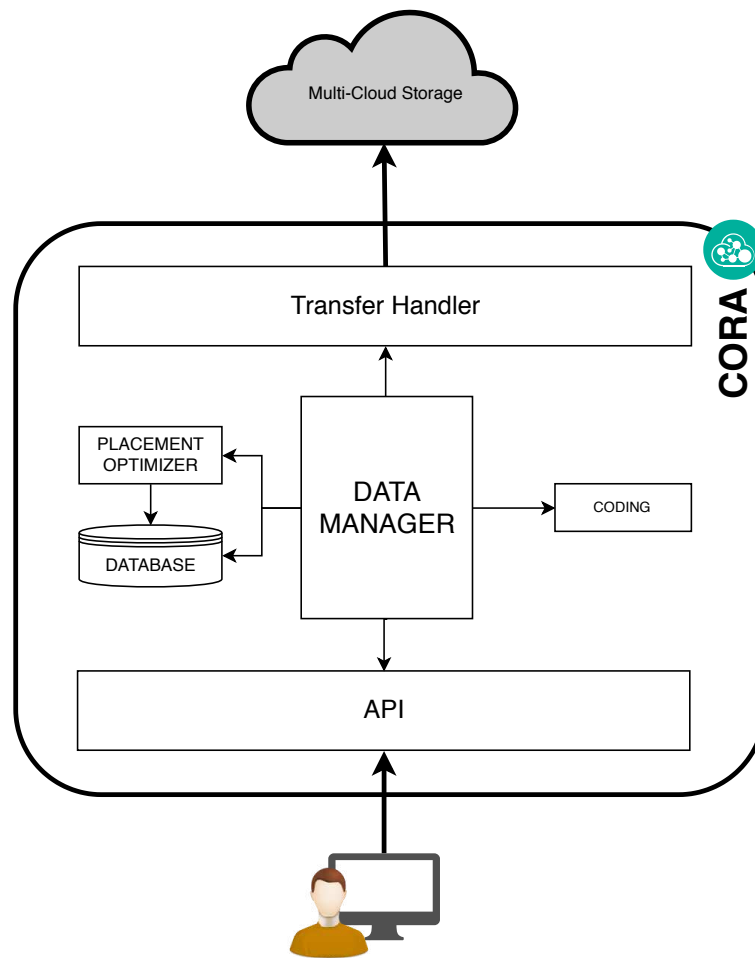 Multi-Cloud Storage
Transfer Handler
CORA
PLACEMENT
OPTIMIZER
DATA
MANAGER
CODING
DATABASE
API